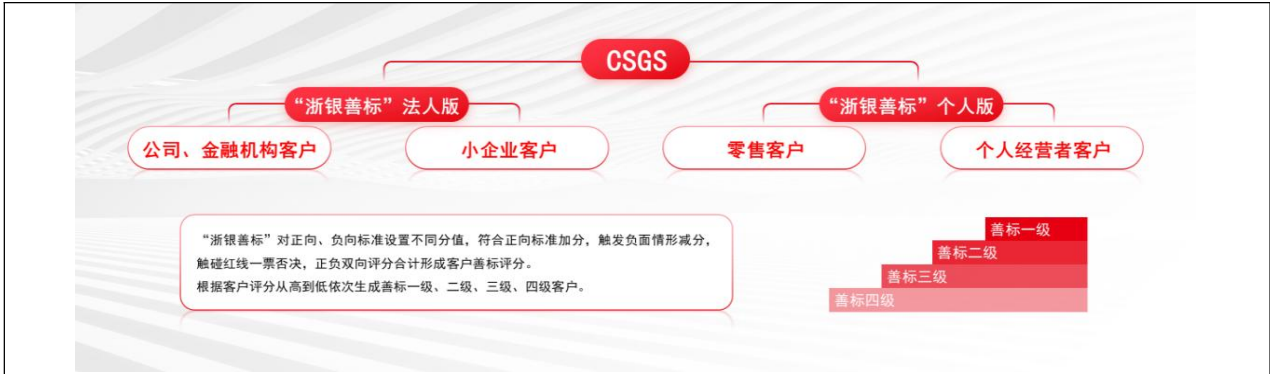 CSGS
“浙银善标”法人版
“浙银善标”个人版
公司、金融机构客户
小企业客户
零售客户
个人经营者客户
“浙银善标”对正向、负向标准设置不同分值，符合正向标准加分，触发负面情形减分，
触碰红线一票否决，正负双向评分合计形成客户善标评分。
根据客户评分从高到低依次生成善标一级、二级、三级、四级客户。
善标一级
善标二级
善标三级
善标四级